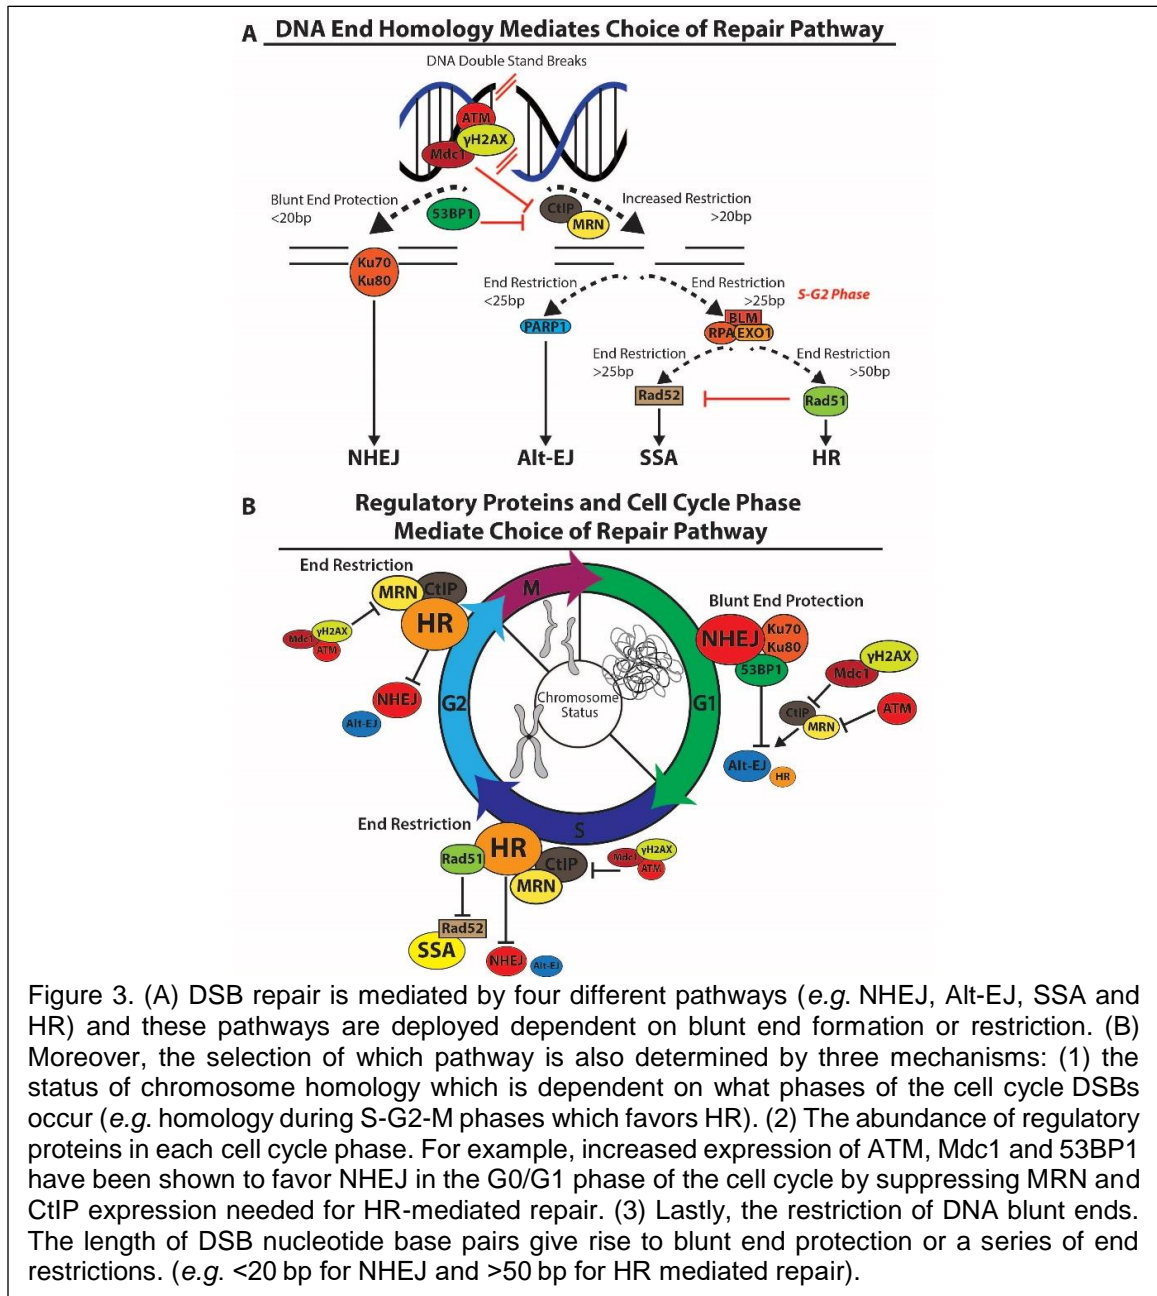 A DNA End Homology Mediates Choice of Repair Pathway
DNA Double Stand Breaks
ATM
γH2AX
Mdc1
Blunt End Protection
<20bp
53BP1
CtIP
MRN
Increased Restriction
>20bp
Ku70
Ku80
End Restriction
<25bp
End Restriction
>25bp
S-G2 Phase
PARP1
BLM
RPA
EXO1
End Restriction
>25bp
End Restriction
>50bp
Rad52
Rad51
NHEJ
Alt-EJ
SSA
HR
B Regulatory Proteins and Cell Cycle Phase
Mediate Choice of Repair Pathway
End Restriction
MRN
CtIP
HR
Mdc1
γH2AX
ATM
NHEJ
Alt-EJ
M
G1
S
G2
Chromosome
Status
Blunt End Protection
NHEJ
Ku70
Ku80
53BP1
γH2AX
Mdc1
CtIP
MRN
ATM
Alt-EJ
HR
End Restriction
HR
Rad51
CtIP
MRN
Mdc1
γH2AX
ATM
Rad52
SSA
NHEJ
Alt-EJ
Figure 3. (A) DSB repair is mediated by four different pathways (e.g. NHEJ, Alt-EJ, SSA and
HR) and these pathways are deployed dependent on blunt end formation or restriction. (B)
Moreover, the selection of which pathway is also determined by three mechanisms: (1) the
status of chromosome homology which is dependent on what phases of the cell cycle DSBs
occur (e.g. homology during S-G2-M phases which favors HR). (2) The abundance of regulatory
proteins in each cell cycle phase. For example, increased expression of ATM, Mdc1 and 53BP1
have been shown to favor NHEJ in the G0/G1 phase of the cell cycle by suppressing MRN and
CtIP expression needed for HR-mediated repair. (3) Lastly, the restriction of DNA blunt ends.
The length of DSB nucleotide base pairs give rise to blunt end protection or a series of end
restrictions. (e.g. <20 bp for NHEJ and >50 bp for HR mediated repair).